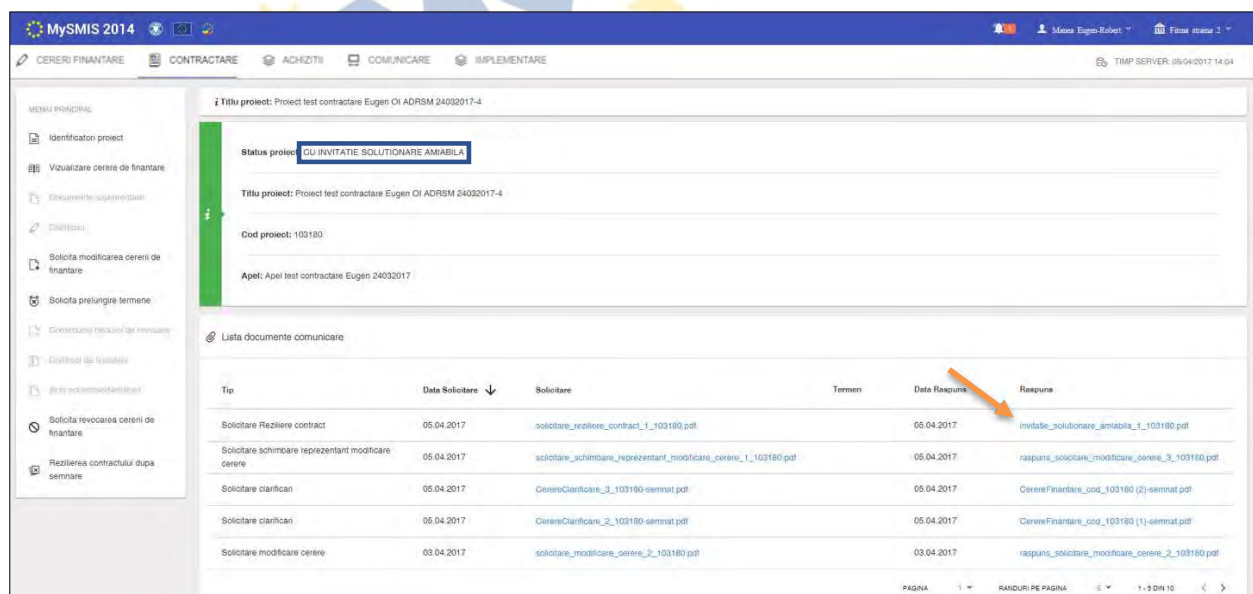 MySMIS 2014
Manea Eugen-Robert
Firma straina 2
CERERI FINANTARE
CONTRACTARE
ACHIZITII
COMUNICARE
IMPLEMENTARE
TIMP SERVER: 05/04/2017 14:04
MENIU PRINCIPAL
Identificatori proiect
Vizualizare cerere de finantare
Documente suplimentare
Solicita modificarea cererii de
finantare
Solicita prelungire termene
Contestare
Solicita revocarea cererii de
finantare
Rezilierea contractului dupa
semnare
Titlu proiect: Proiect test contractare Eugen OI ADRSM 24032017-4
Status proiect: CU INVITATIE SOLUTIONARE AMIABILA
Titlu proiect: Proiect test contractare Eugen OI ADRSM 24032017-4
Cod proiect: 103180
Apel: Apel test contractare Eugen 24032017
Lista documente comunicare
Tip Data Solicitare Solicitare Termen Data Raspuns Raspuns
Solicitare Reziliere contract 05.04.2017 solicitare_reziliere_contract_1_103180.pdf 05.04.2017 invitatie_solutionare_amiabila_1_103180.pdf
Solicitare schimbare reprezentant modificare
cerere 05.04.2017 solicitare_schimbare_reprezentant_modificare_cerere_1_103180.pdf 05.04.2017 raspuns_solicitare_modificare_cerere_3_103180.pdf
Solicitare clarificari 05.04.2017 CerereClarificare_3_103180-semnat.pdf 05.04.2017 CerereFinantare_cod_103180 (2)-semnat.pdf
Solicitare clarificari 05.04.2017 CerereClarificare_2_103180-semnat.pdf 05.04.2017 CerereFinantare_cod_103180 (1)-semnat.pdf
Solicitare modificare cerere 03.04.2017 solicitare_modificare_cerere_2_103180.pdf 03.04.2017 raspuns_solicitare_modificare_cerere_2_103180.pdf
PAGINA 1 RANDURI PE PAGINA 5 1 - 5 DIN 10